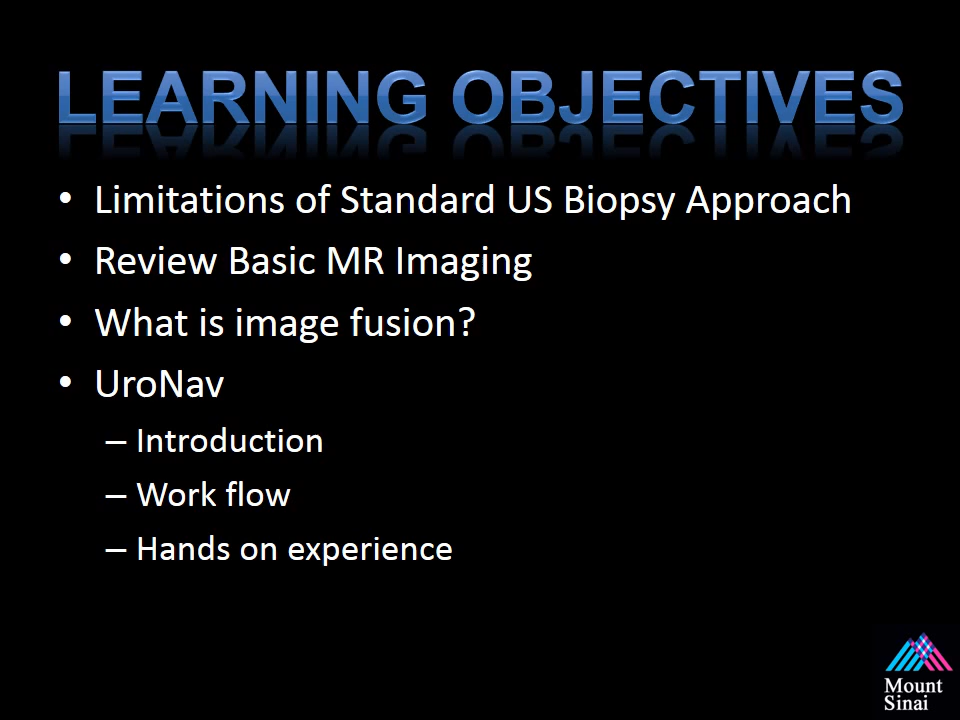 LEARNING OBJECTIVES
• Limitations of Standard US Biopsy Approach
• Review Basic MR Imaging
• What is image fusion?
• UroNav
– Introduction
– Work flow
– Hands on experience
Mount
Sinai